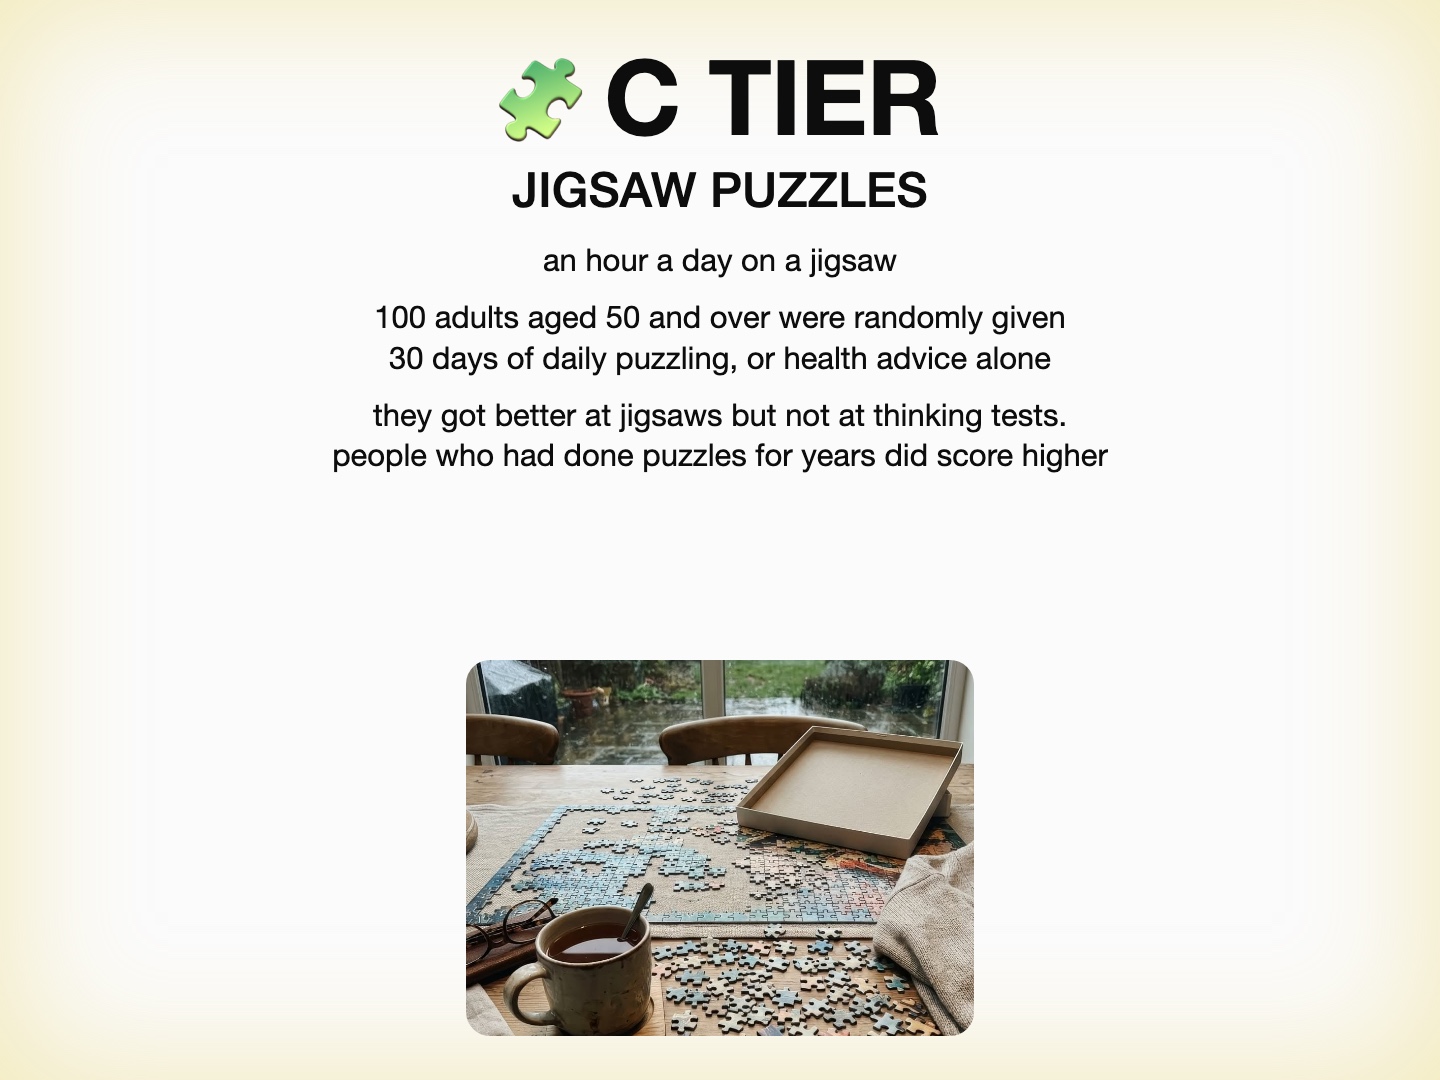 🧩 C TIER
JIGSAW PUZZLES
an hour a day on a jigsaw
100 adults aged 50 and over were randomly given
30 days of daily puzzling, or health advice alone
they got better at jigsaws but not at thinking tests.
people who had done puzzles for years did score higher